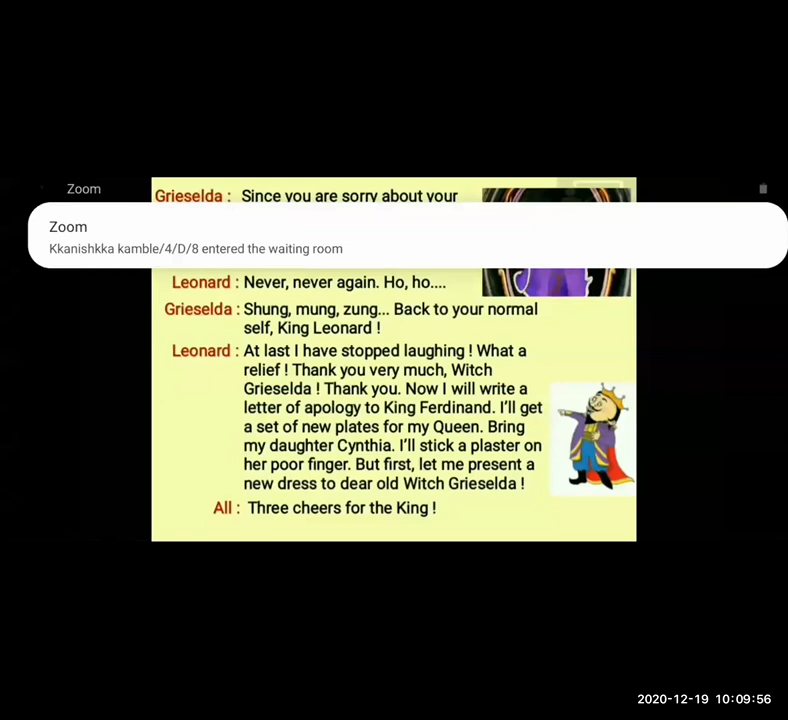 Zoom
Grieselda : Since you are sorry about your
Zoom
Kkanishkka kamble/4/D/8 entered the waiting room
Leonard : Never, never again. Ho, ho....
Grieselda : Shung, mung, zung... Back to your normal
self, King Leonard !
Leonard : At last I have stopped laughing ! What a
relief ! Thank you very much, Witch
Grieselda ! Thank you. Now I will write a
letter of apology to King Ferdinand. I'll get
a set of new plates for my Queen. Bring
my daughter Cynthia. I'll stick a plaster on
her poor finger. But first, let me present a
new dress to dear old Witch Grieselda !
All : Three cheers for the King !
2020-12-19 10:09:56